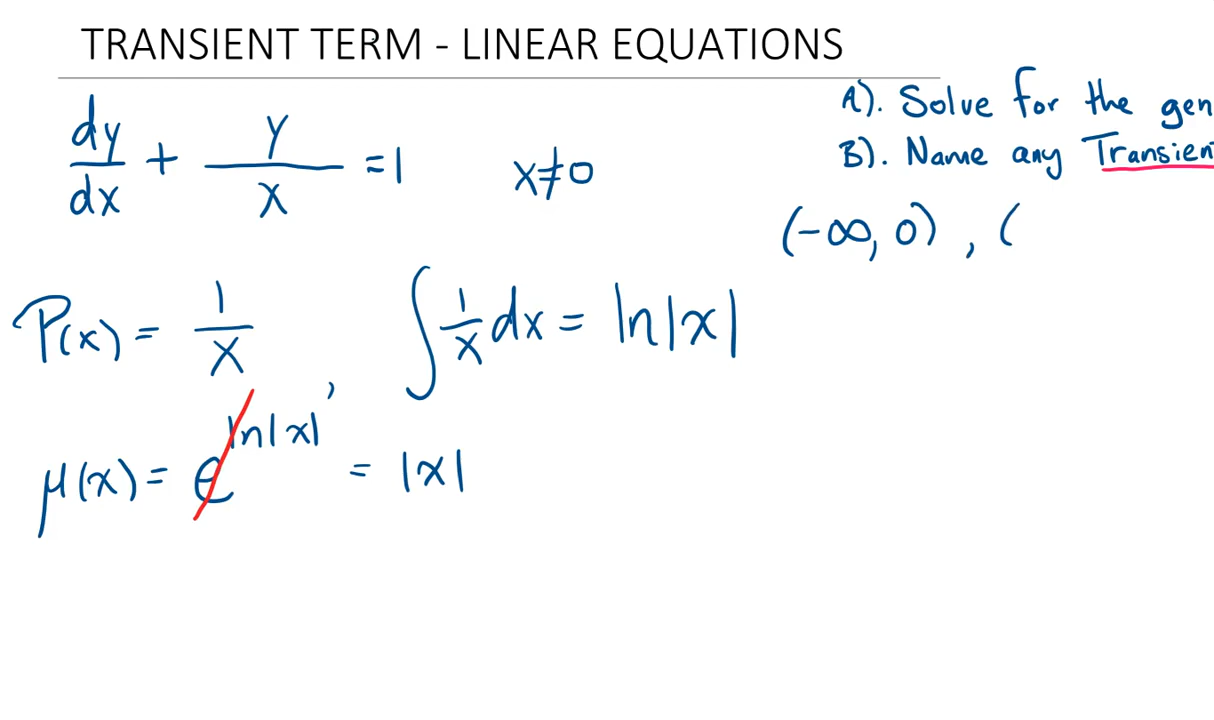 TRANSIENT TERM - LINEAR EQUATIONS
A). Solve for the gen
B). Name any Transien
dy/dx + y/x = 1 x≠0
(-∞, 0) , (
P(x) = 1/x , ∫ 1/x dx = ln|x|
μ(x) = e^ln|x| = |x|